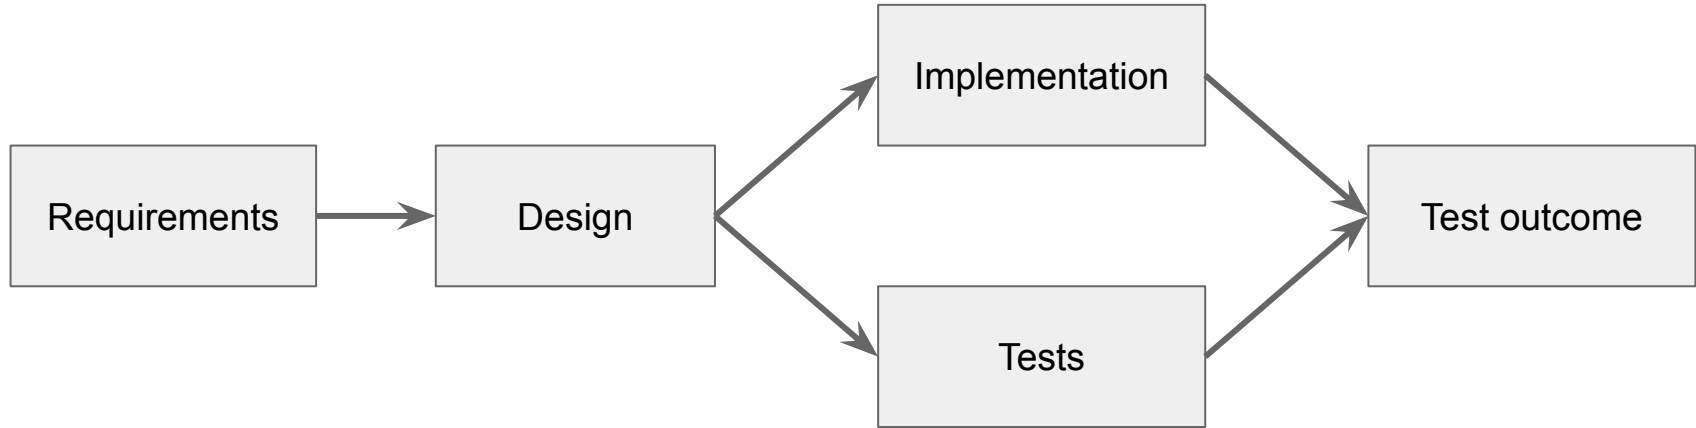 Requirements
Design
Implementation
Tests
Test outcome